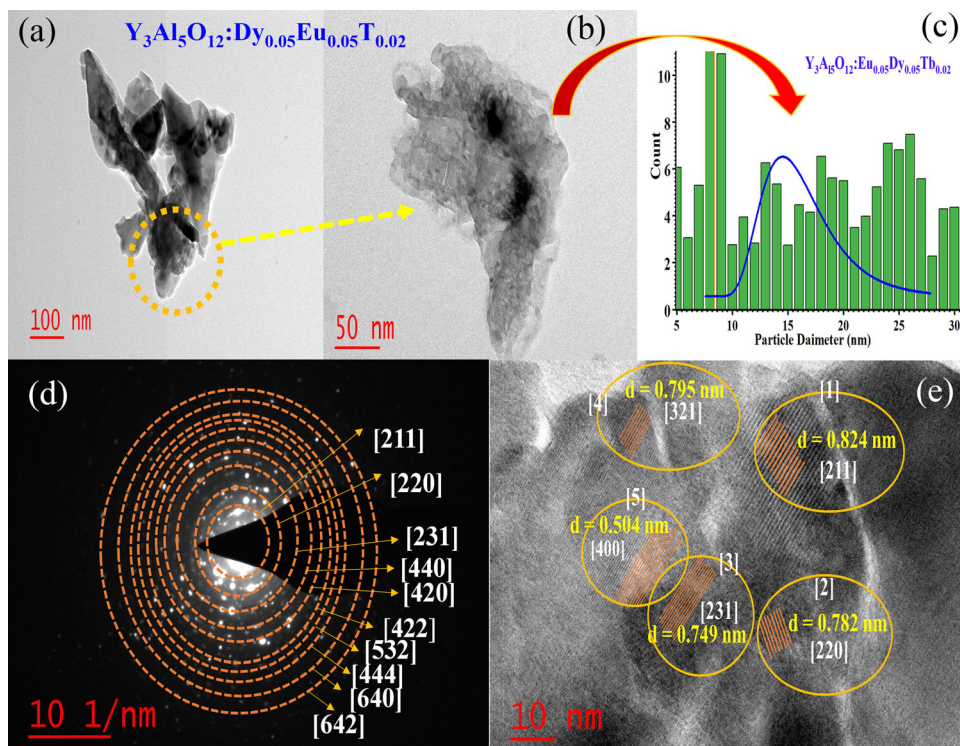 (a)
Y₃Al₅O₁₂:Dy₀.₀₅Eu₀.₀₅T₀.₀₂
100 nm
(b)
50 nm
(c)
Y₃A₁₅O₁₂:Eu₀.₀₅Dy₀.₀₅Tb₀.₀₂
Count
10
8
6
4
2
0
5 10 15 20 25 30
Particle Daimeter (nm)
(d)
[211]
[220]
[231]
[440]
[420]
[422]
[532]
[444]
[640]
[642]
10 1/nm
(e)
[4]
d = 0.795 nm
[321]
[1]
d = 0.824 nm
[211]
[5]
d = 0.504 nm
[400]
[3]
[231]
d = 0.749 nm
[2]
d = 0.782 nm
[220]
10 nm